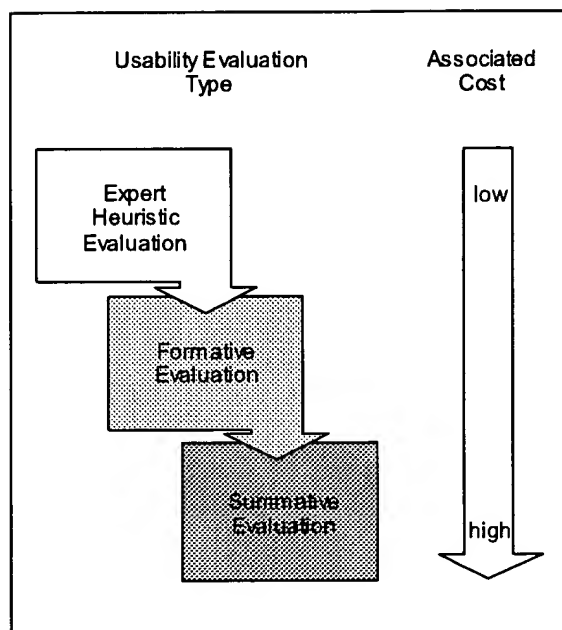 Usability Evaluation
Type
Associated
Cost
Expert
Heuristic
Evaluation
low
Formative
Evaluation
Summative
Evaluation
high